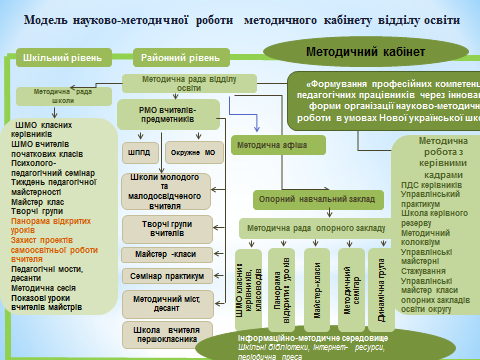 Модель науково-методичної роботи методичного кабінету відділу освіти
Шкільний рівень
Районний рівень
Методичний кабінет
Методична рада
школи
Методична рада відділу
освіти
«Формування професійних компетенц
педагогічних працівників через іннова
форми організації науково-методичн
роботи в умовах Нової української шко
ШМО класних
керівників
ШМО вчителів
початкових класів
Психолого-
педагогічний семінар
Тиждень педагогічної
майстерності
Майстер клас
Творчі групи
Панорама відкритих
уроків
Захист проектів
самоосвітньої роботи
вчителя
Педагогічні мости,
десанти
Методична сесія
Показові уроки
вчителів майстрів
РМО вчителів-
предметників
ШППД
Окружне МО
Школи молодого
та
малодосвідченого
вчителя
Творчі групи
вчителів
Майстер -класи
Семінар практикум
Методичний міст,
десант
Школа вчителя
першокласника
Методична афіша
Опорний навчальний заклад
Методична рада опорного закладу
ШМО класних
керівників,
класоводів
Панорама
відкритих уроків
Майстер-класи
Методичний
семінар
Динамічна група
Методична
робота з
керівними
кадрами
ПДС керівників
Управлінський
практикум
Школа керівного
резерву
Методичний
колоквіум
Управлінські
майстерні
Стажування
Управлінські
майстер класи
опорних закладів
освіти округу
Інформаційно-методичне середовище
Шкільні бібліотеки, Інтернет- ресурси,
періодична преса